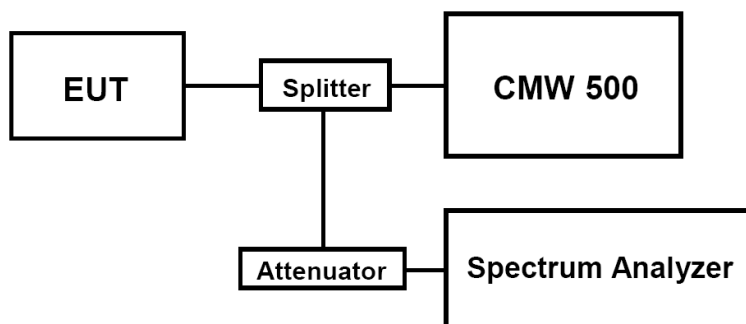 EUT
Splitter
CMW 500
Attenuator
Spectrum Analyzer